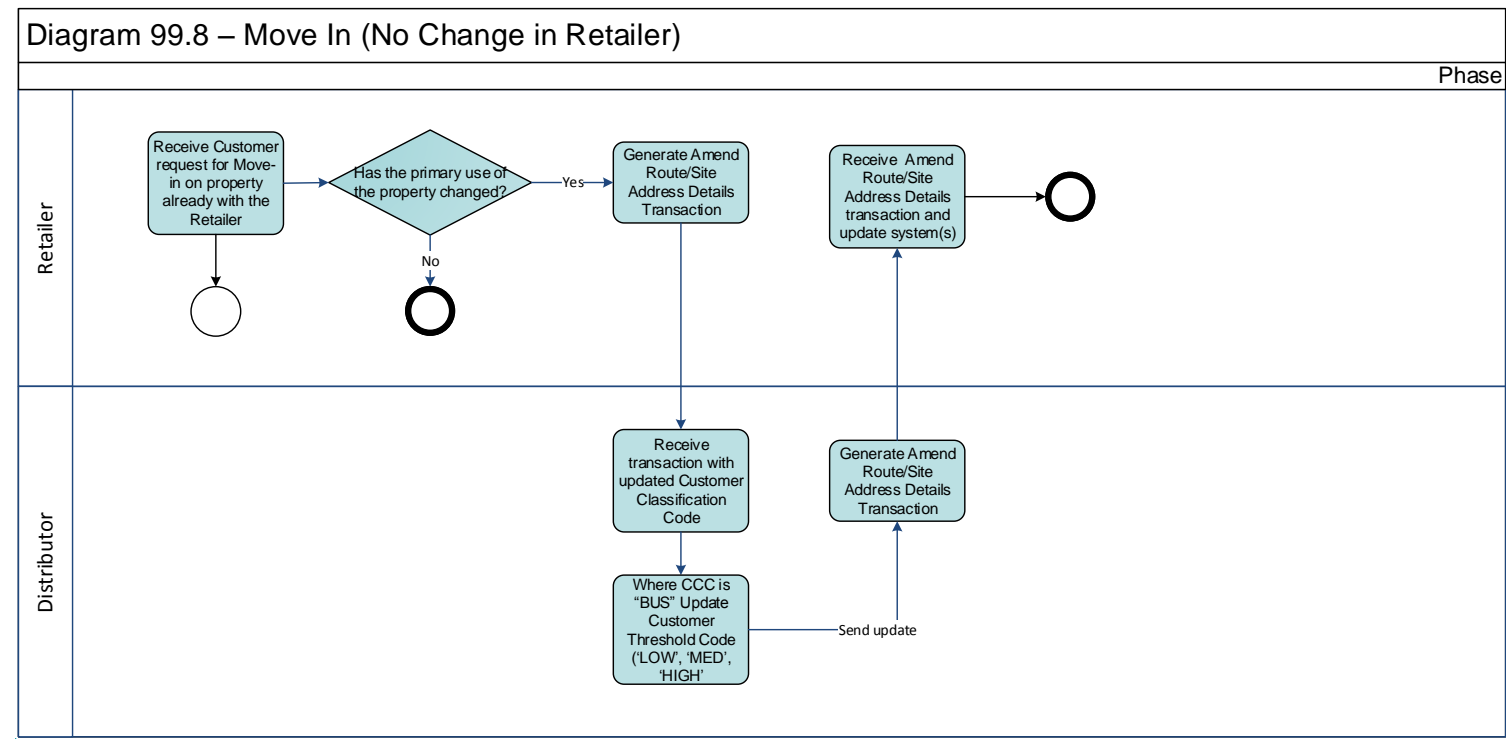 Diagram 99.8 – Move In (No Change in Retailer)
Phase
Retailer
Receive Customer
request for Move-
in on property
already with the
Retailer
Has the primary use of
the property changed?
Yes
No
Generate Amend
Route/Site
Address Details
Transaction
Receive Amend
Route/Site
Address Details
transaction and
update system(s)
Distributor
Receive
transaction with
updated Customer
Classification
Code
Where CCC is
“BUS” Update
Customer
Threshold Code
(‘LOW’, ‘MED’,
‘HIGH’
Send update
Generate Amend
Route/Site
Address Details
Transaction